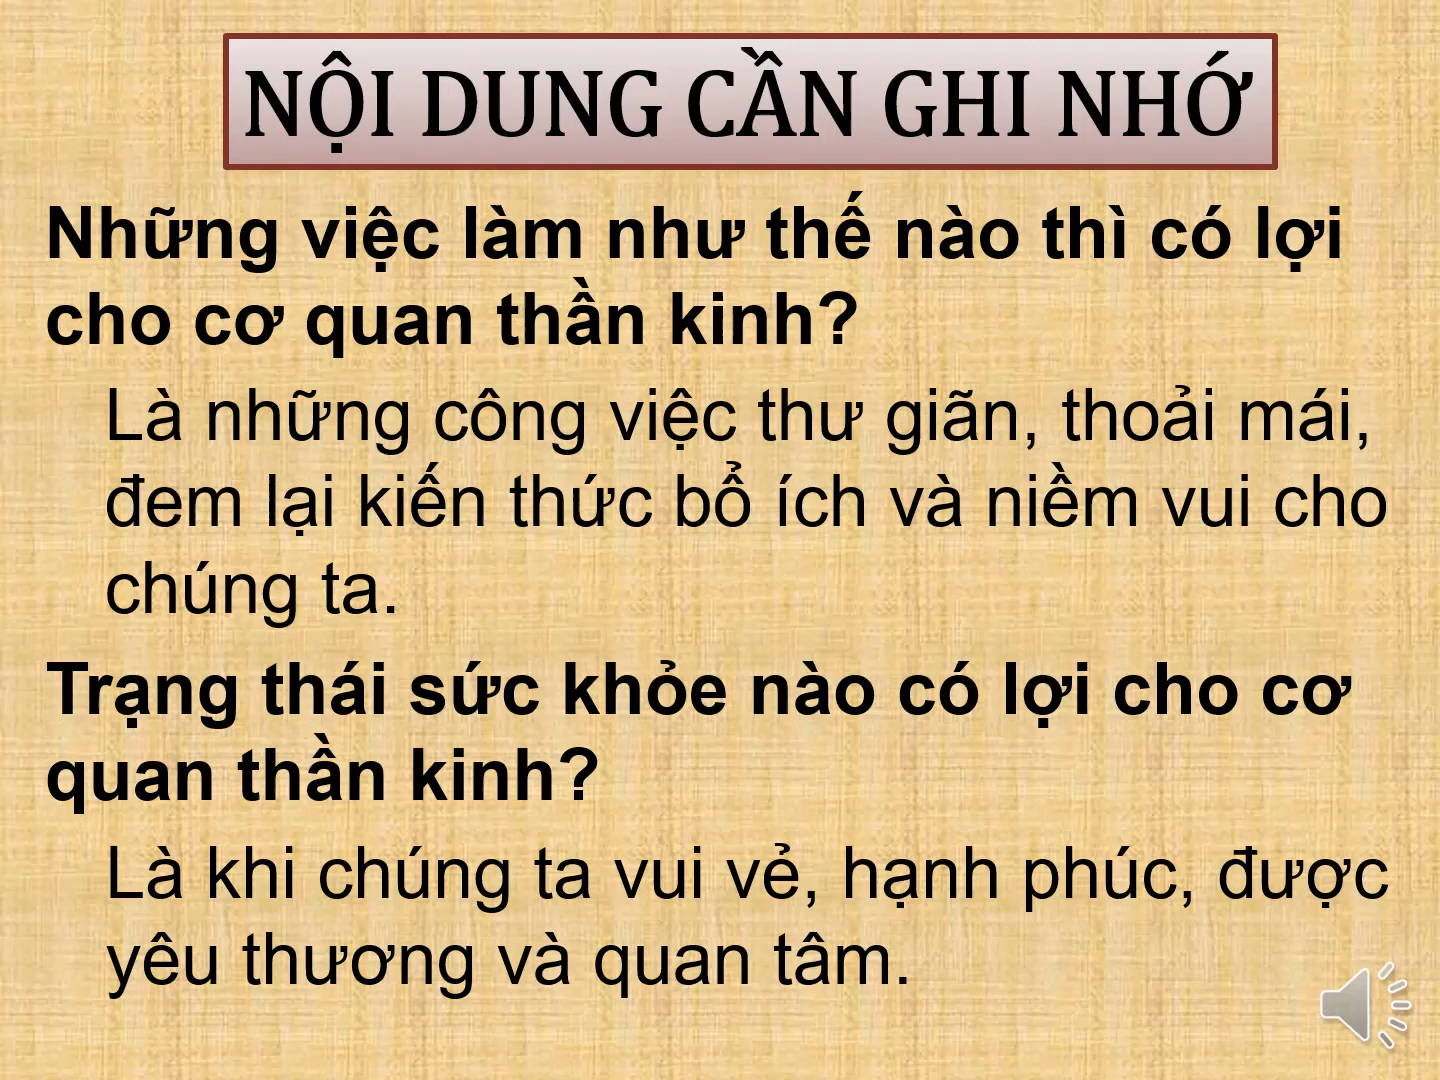 NỘI DUNG CẦN GHI NHỚ
Những việc làm như thế nào thì có lợi
cho cơ quan thần kinh?
Là những công việc thư giãn, thoải mái,
đem lại kiến thức bổ ích và niềm vui cho
chúng ta.
Trạng thái sức khỏe nào có lợi cho cơ
quan thần kinh?
Là khi chúng ta vui vẻ, hạnh phúc, được
yêu thương và quan tâm.